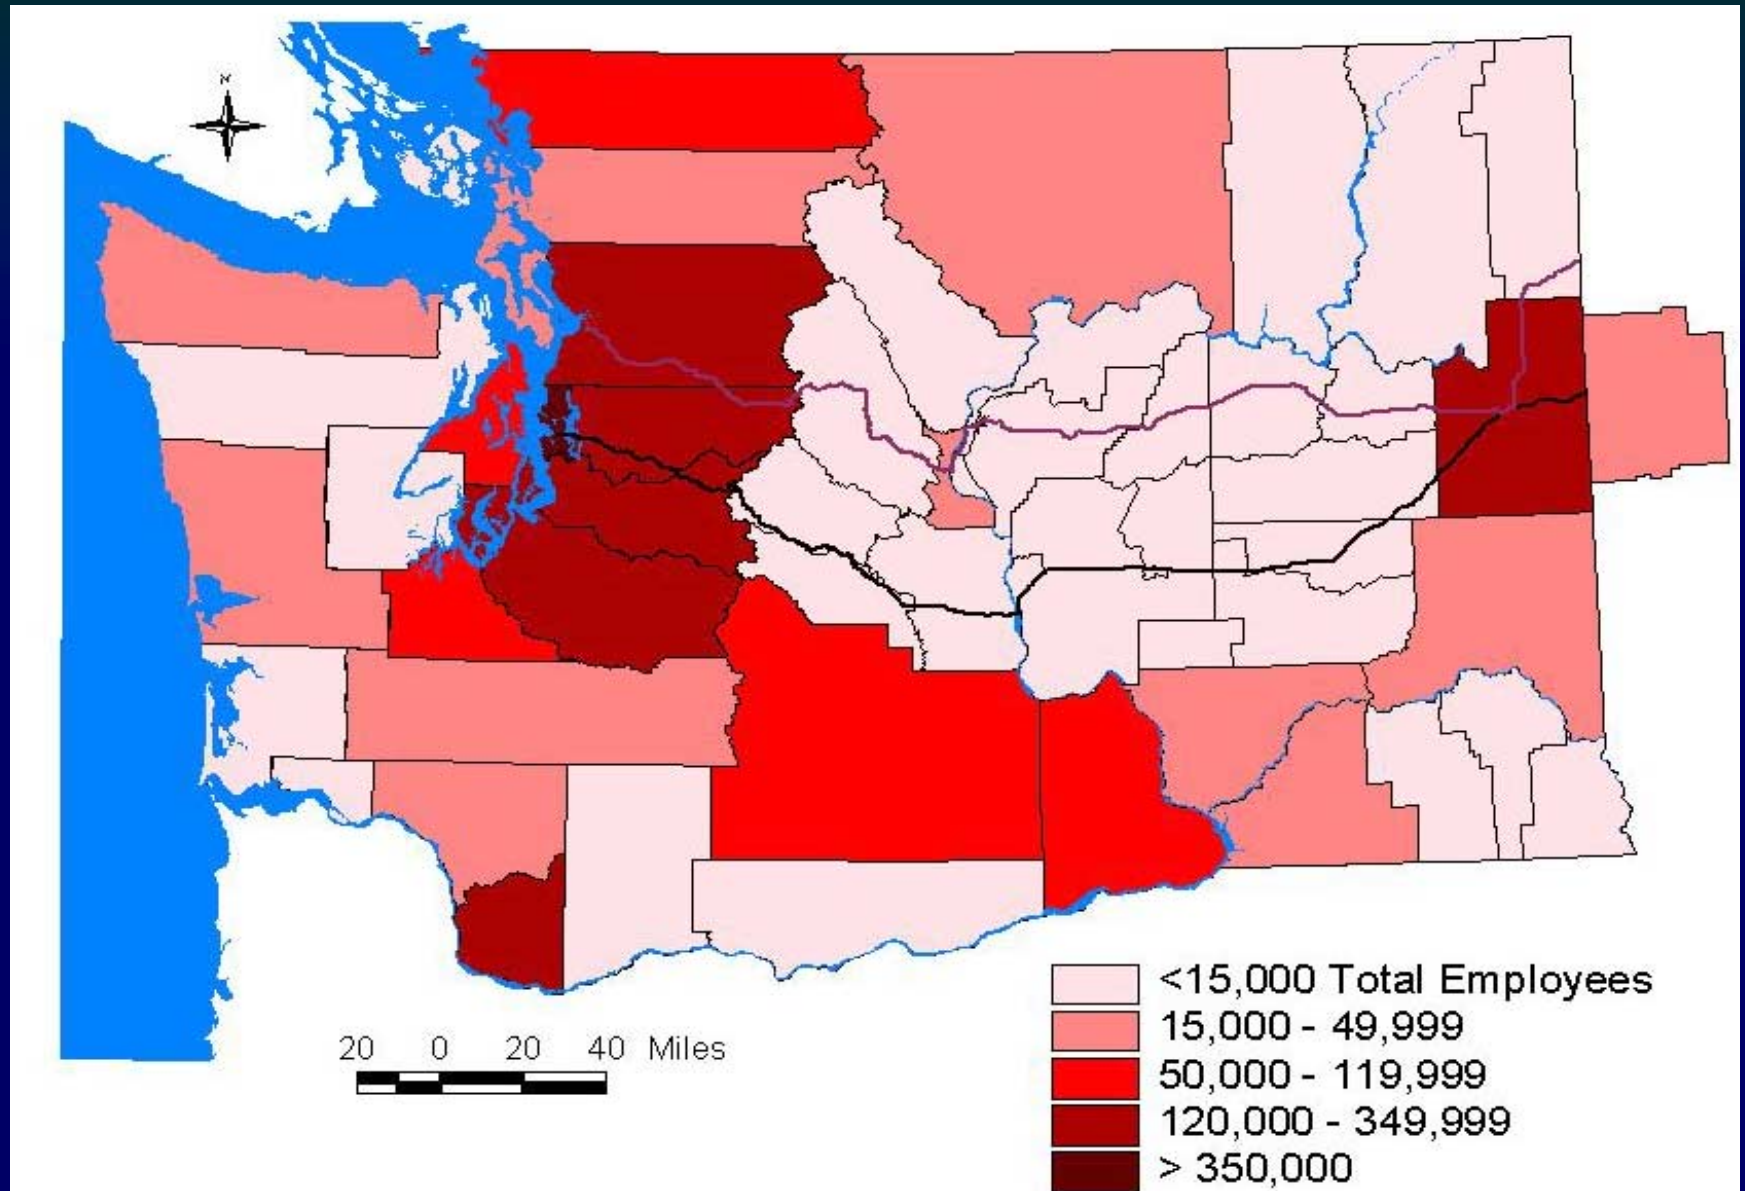 N
<15,000 Total Employees
15,000 - 49,999
50,000 - 119,999
120,000 - 349,999
> 350,000
20 0 20 40 Miles